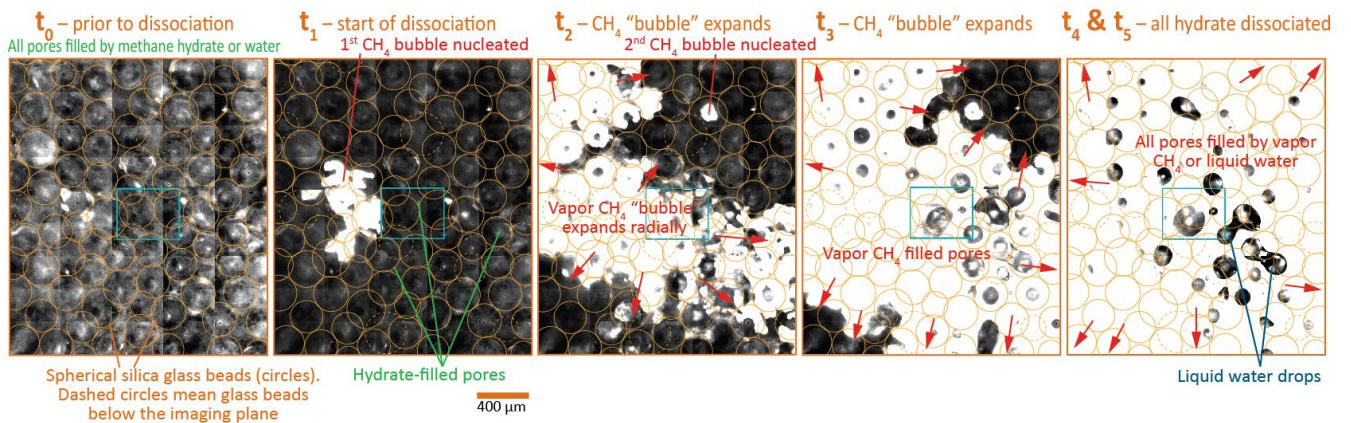 t₀ – prior to dissociation
All pores filled by methane hydrate or water
t₁ – start of dissociation
1ˢᵗ CH₄ bubble nucleated
t₂ – CH₄ “bubble” expands
2ⁿᵈ CH₄ bubble nucleated
t₃ – CH₄ “bubble” expands
t₄ & t₅ – all hydrate dissociated
Vapor CH₄ “bubble”
expands radially
Vapor CH₄ filled pores
All pores filled by vapor
CH₄ or liquid water
Spherical silica glass beads (circles).
Dashed circles mean glass beads
below the imaging plane
Hydrate-filled pores
400 µm
Liquid water drops